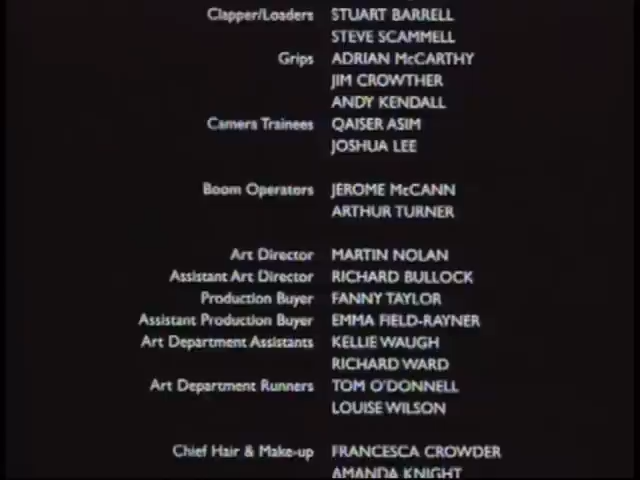 Clapper/Loaders STUART BARRELL
STEVE SCAMMELL
Grips ADRIAN McCARTHY
JIM CROWTHER
ANDY KENDALL
Camera Trainees QAISER ASIM
JOSHUA LEE
Boom Operators JEROME McCANN
ARTHUR TURNER
Art Director MARTIN NOLAN
Assistant Art Director RICHARD BULLOCK
Production Buyer FANNY TAYLOR
Assistant Production Buyer EMMA FIELD-RAYNER
Art Department Assistants KELLIE WAUGH
RICHARD WARD
Art Department Runners TOM O'DONNELL
LOUISE WILSON
Chief Hair & Make-up FRANCESCA CROWDER
AMANDA KNIGHT